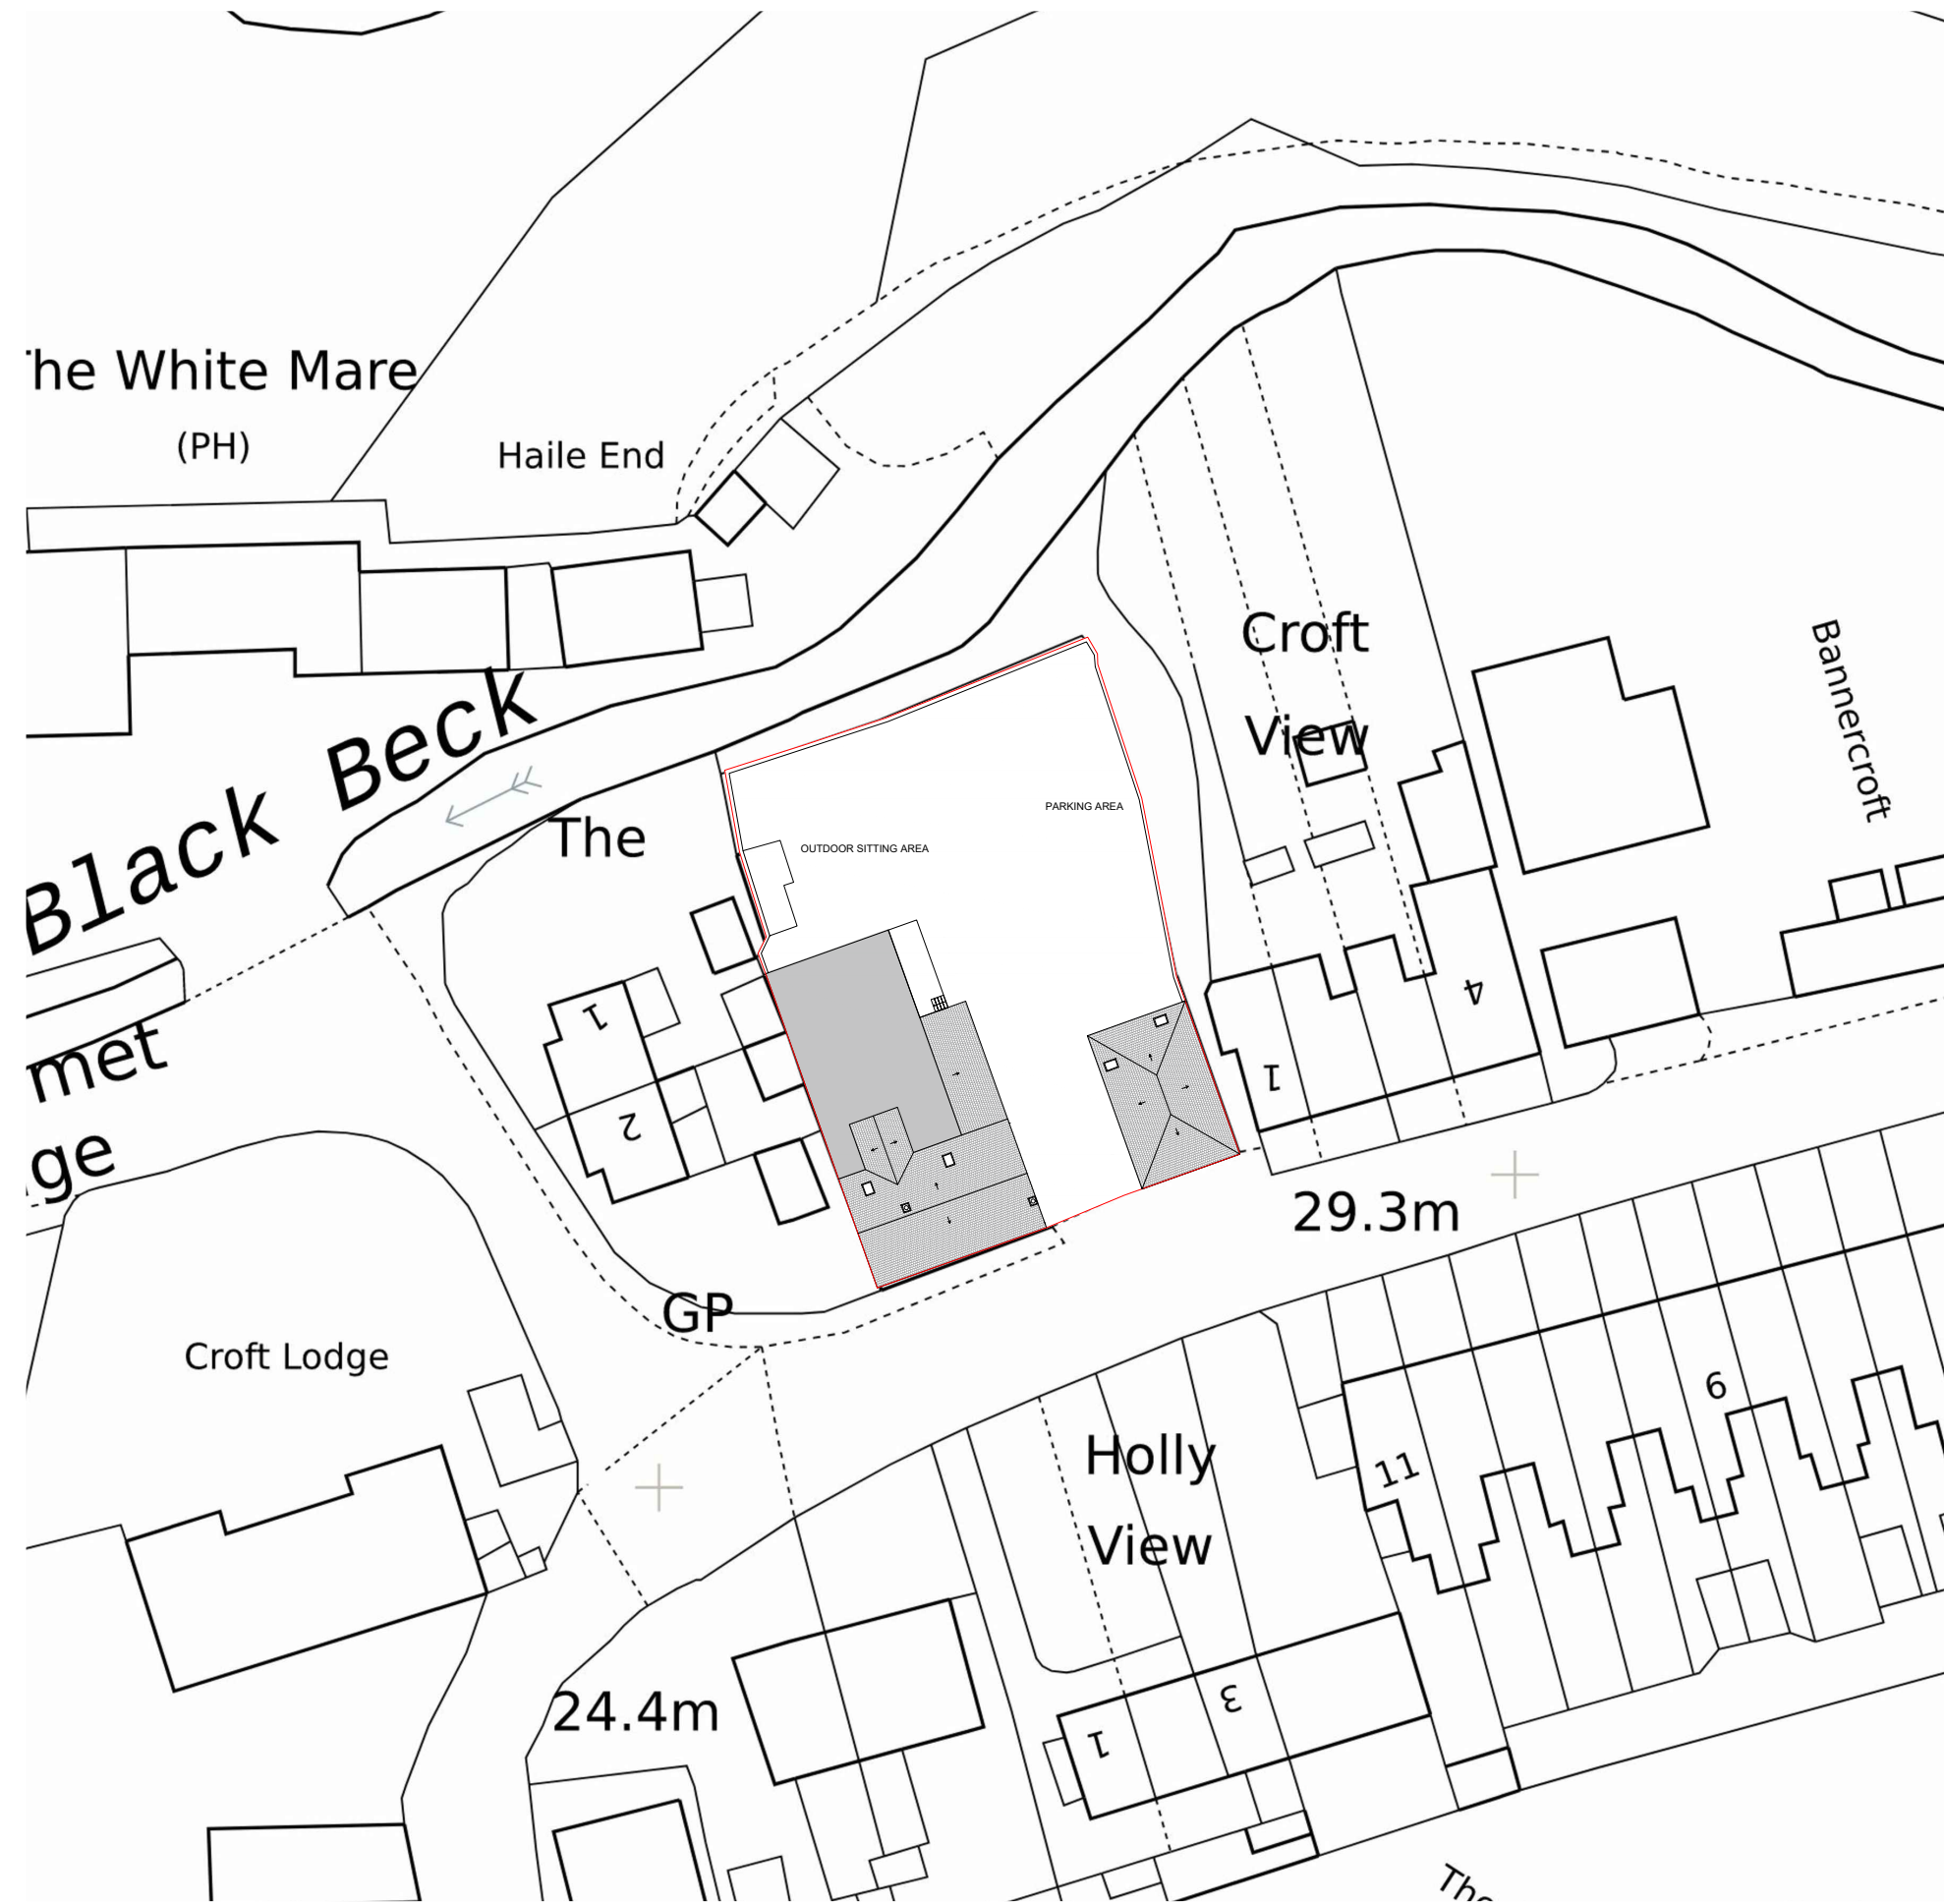 he White Mare
(PH)
Haile End
Croft
View
Bannercroft
Black Beck
The
PARKING AREA
OUTDOOR SITTING AREA
1
2
4
1
met
ge
29.3m
GP
Croft Lodge
Holly
View
11
6
24.4m
3
1
The